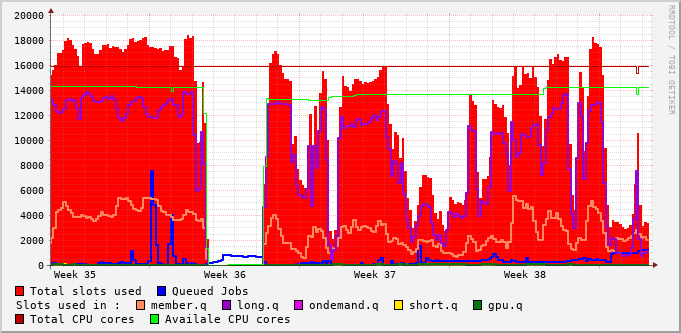 20000
18000
16000
14000
12000
10000
8000
6000
4000
2000
0
Week 35 Week 36 Week 37 Week 38
RRDTOOL / TOBI OETIKER
Total slots used Queued Jobs
Slots used in : member.q long.q ondemand.q short.q gpu.q
Total CPU cores Availale CPU cores